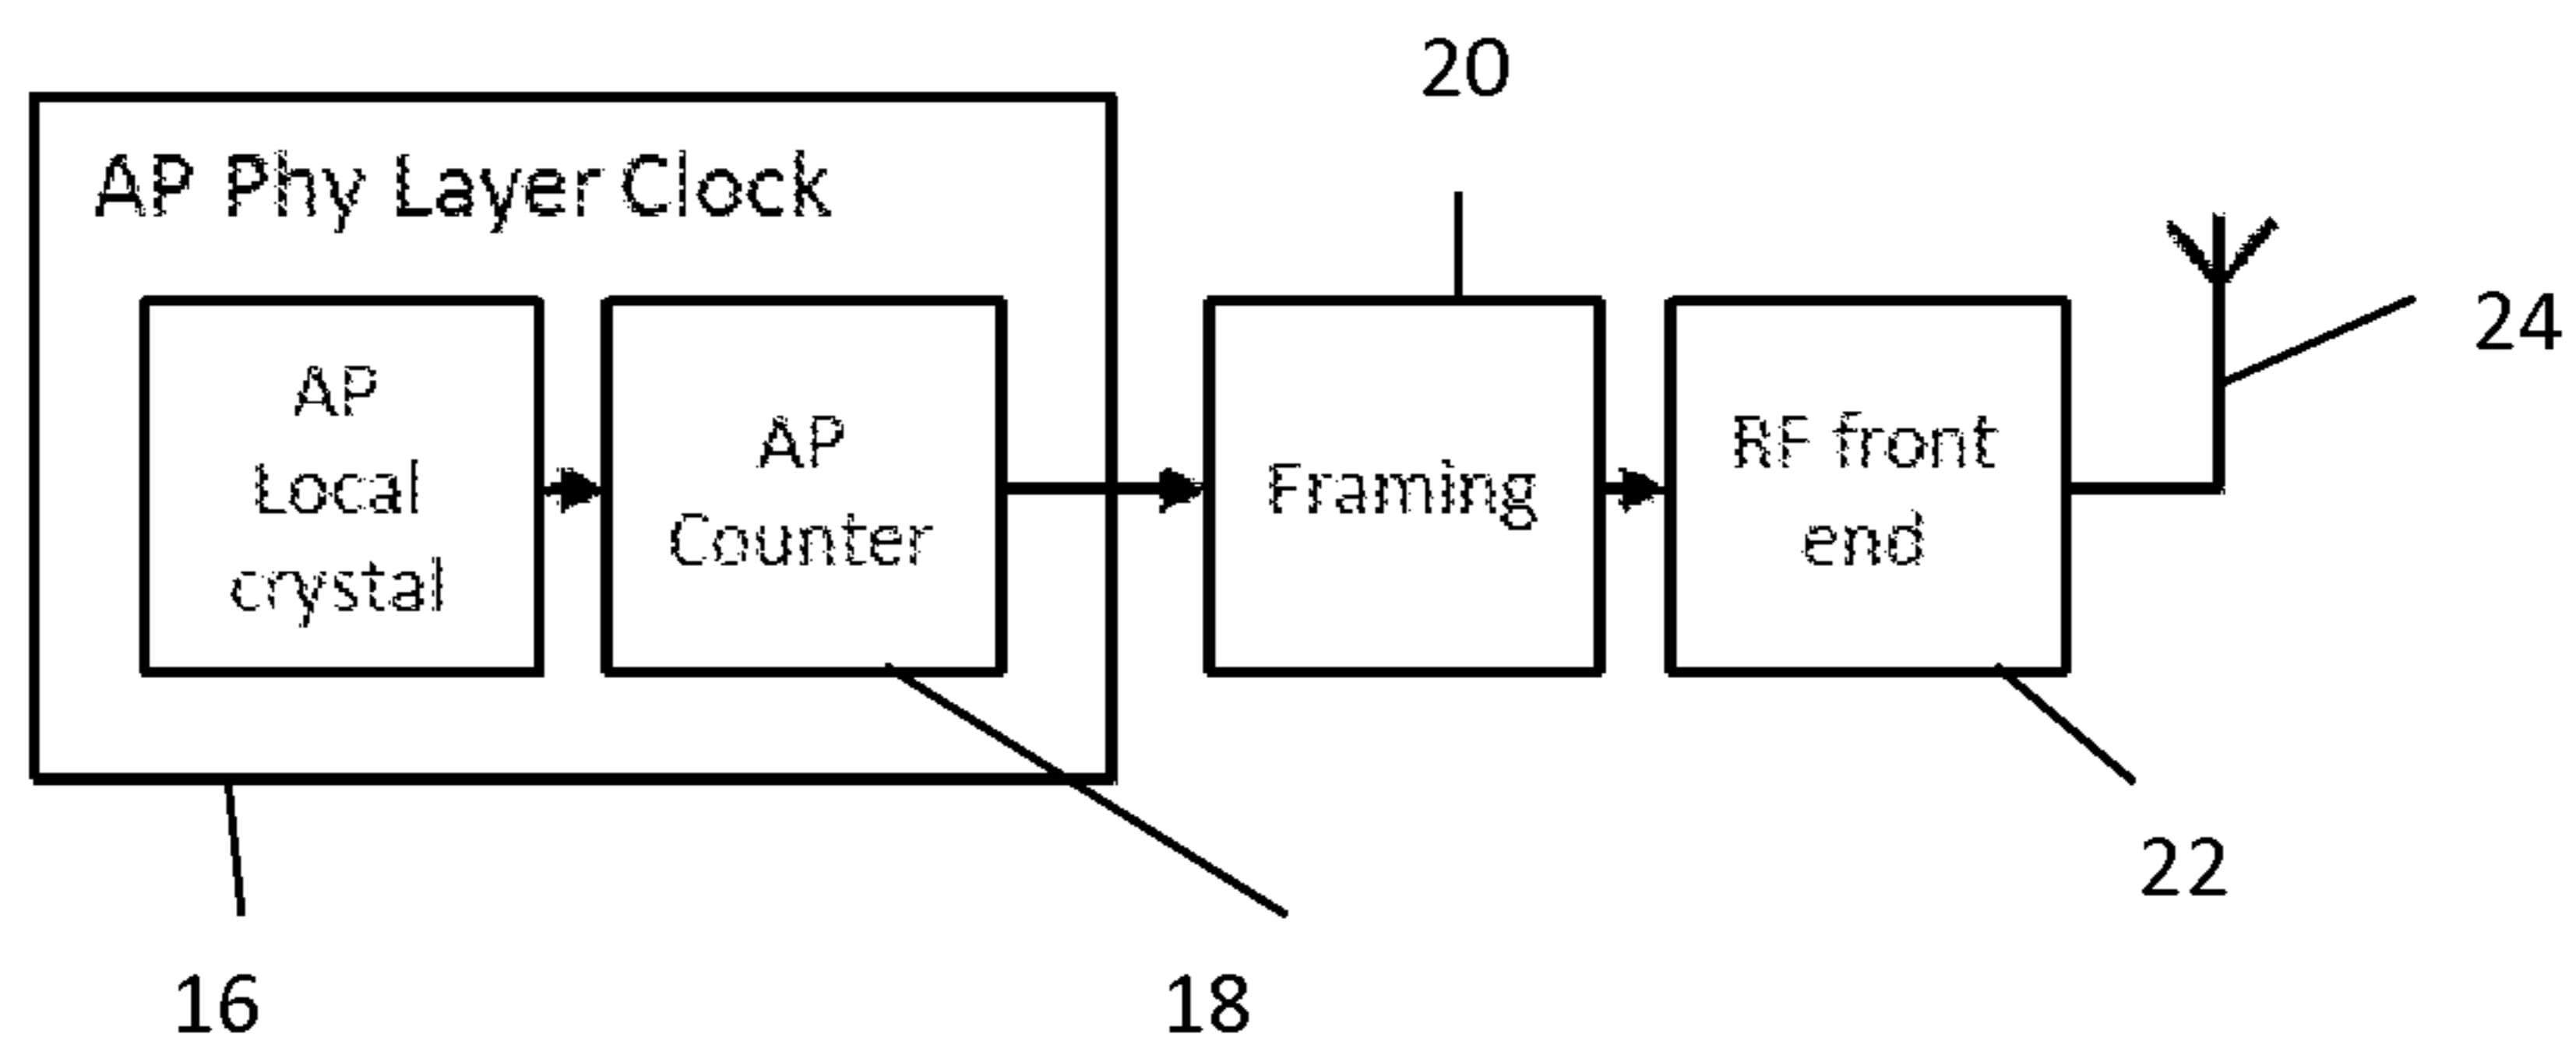 20
AP Phy Layer Clock
24
AP
Local
crystal
AP
Counter
Framing
RF front
end
22
16
18